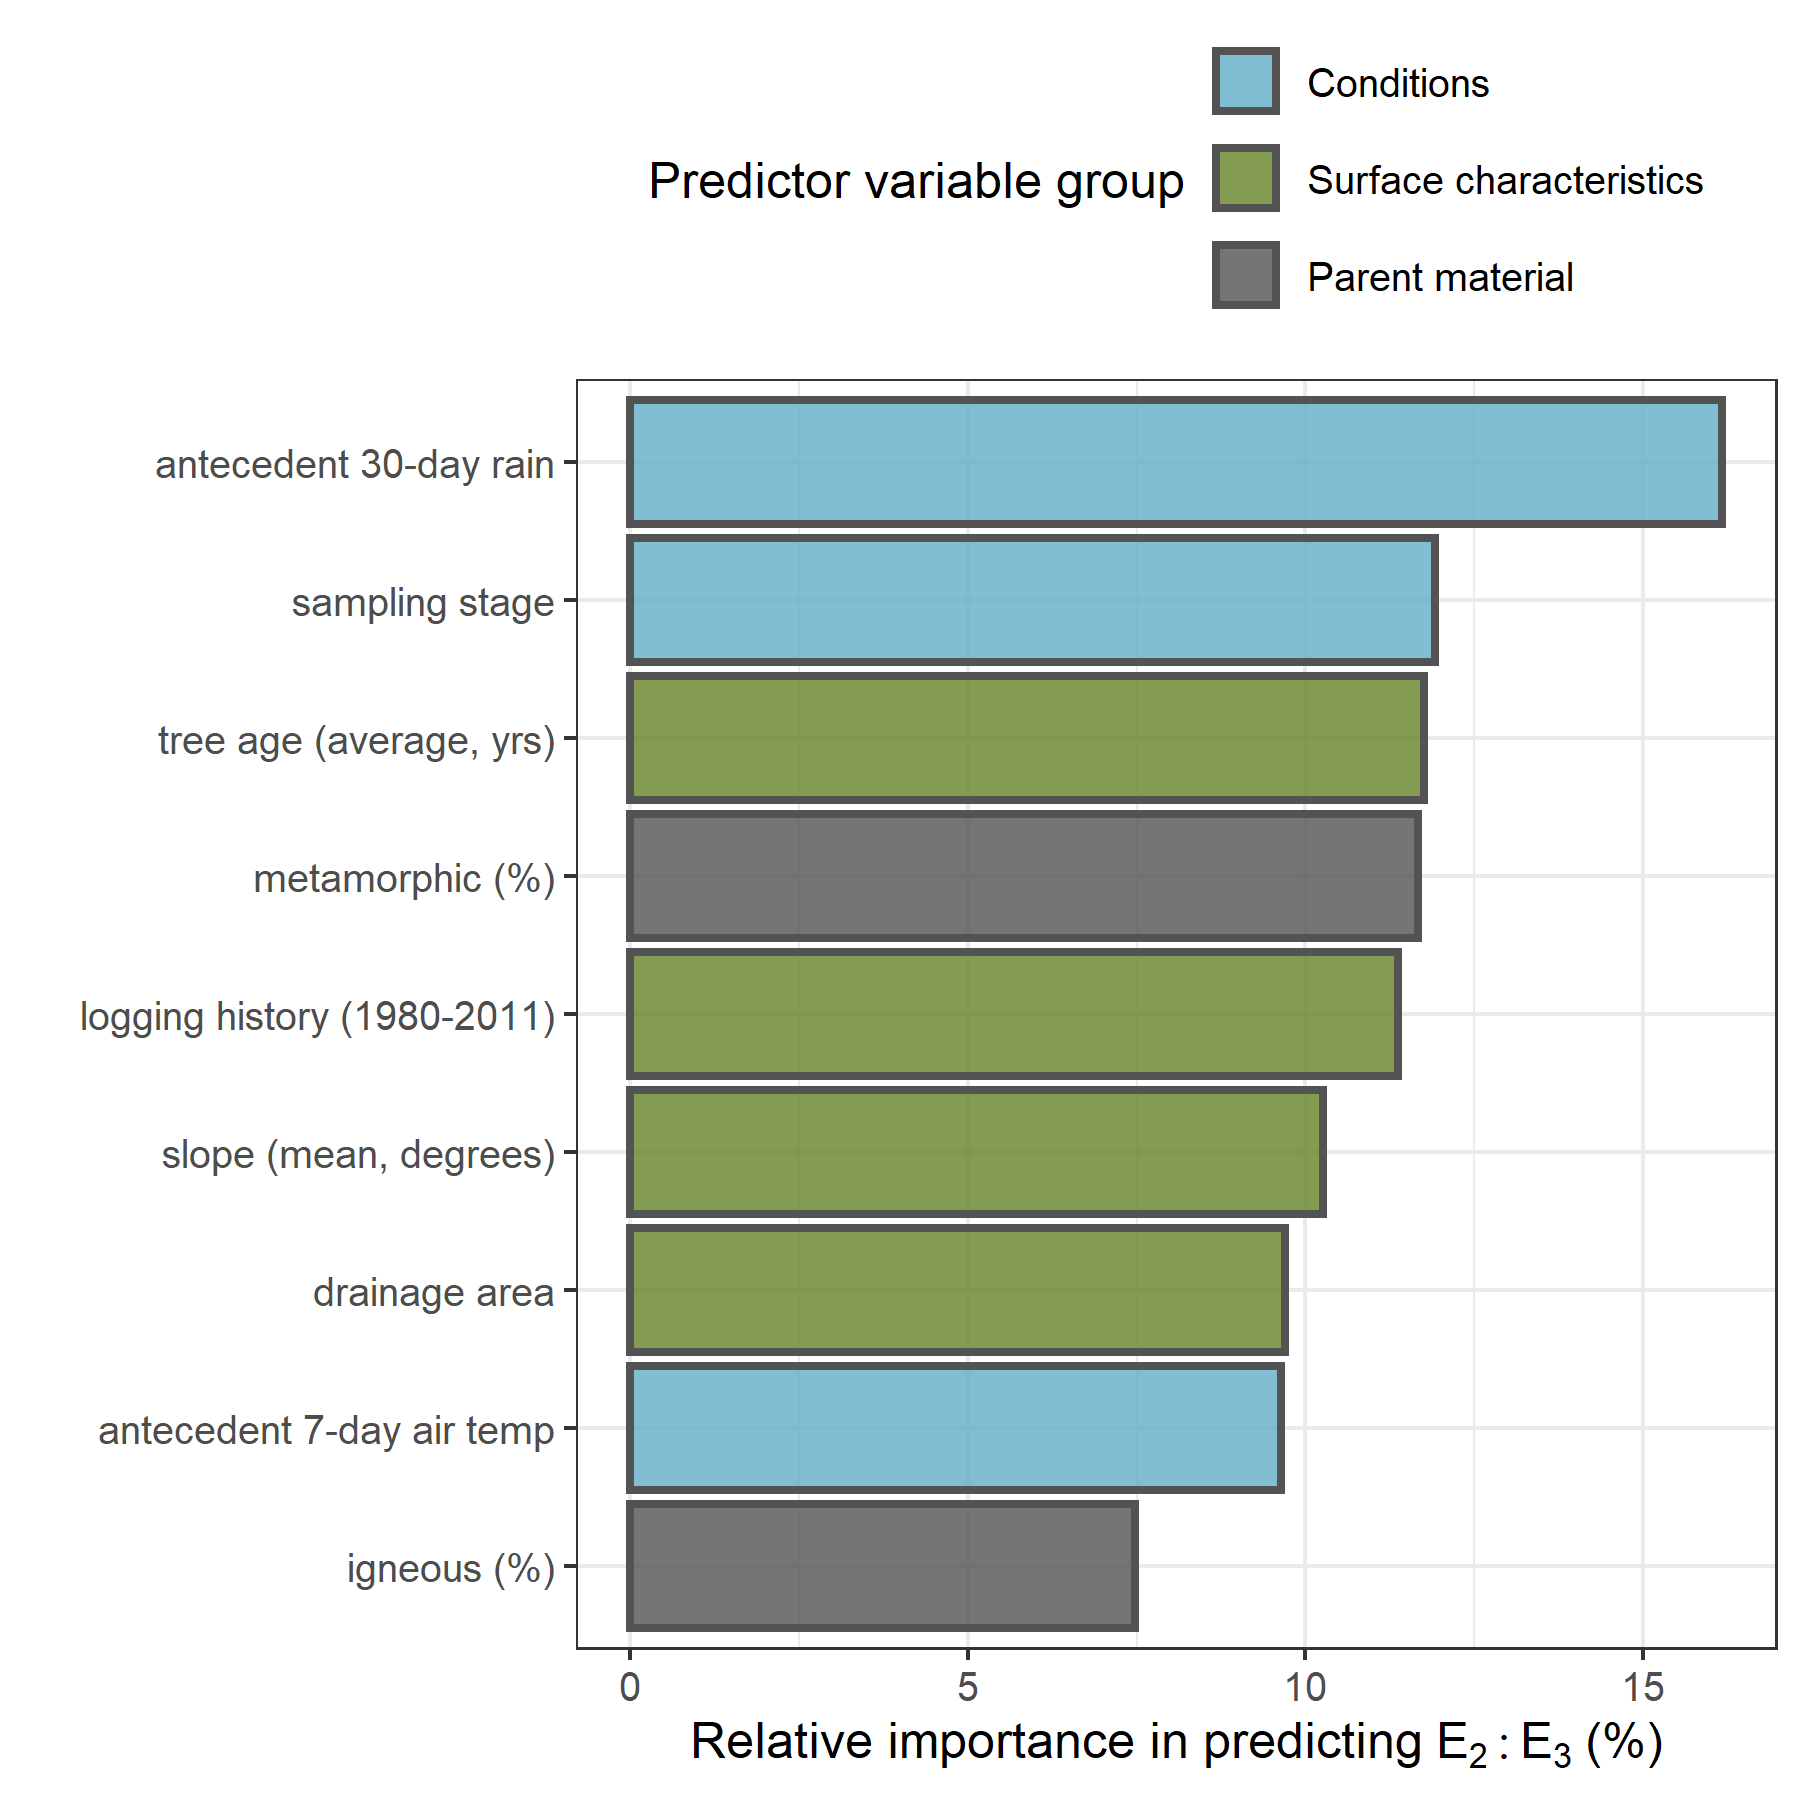 Conditions
Predictor variable group
Surface characteristics
Parent material
antecedent 30-day rain
sampling stage
tree age (average, yrs)
metamorphic (%)
logging history (1980-2011)
slope (mean, degrees)
drainage area
antecedent 7-day air temp
igneous (%)
0 5 10 15
Relative importance in predicting E₂ : E₃ (%)